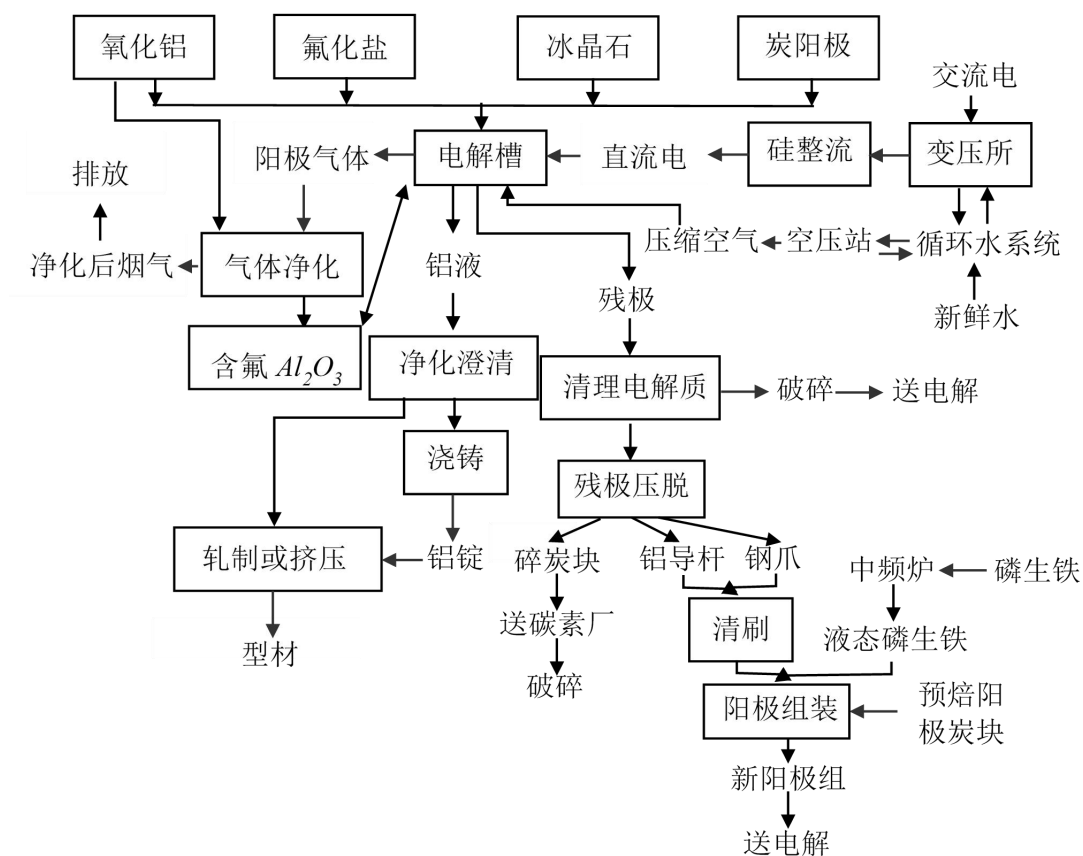 氧化铝
氟化盐
冰晶石
炭阳极
交流电
排放
阳极气体
电解槽
直流电
硅整流
变压所
净化后烟气
气体净化
铝液
压缩空气
空压站
循环水系统
残极
新鲜水
含氟 Al₂O₃
净化澄清
清理电解质
破碎
送电解
浇铸
残极压脱
轧制或挤压
铝锭
碎炭块
铝导杆
钢爪
中频炉
磷生铁
型材
送碳素厂
清刷
液态磷生铁
破碎
阳极组装
预焙阳
极炭块
新阳极组
送电解